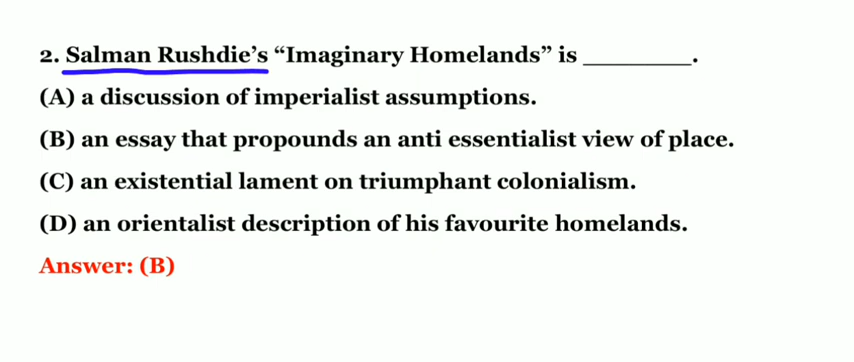 2. Salman Rushdie’s “Imaginary Homelands” is _________.
(A) a discussion of imperialist assumptions.
(B) an essay that propounds an anti essentialist view of place.
(C) an existential lament on triumphant colonialism.
(D) an orientalist description of his favourite homelands.
Answer: (B)